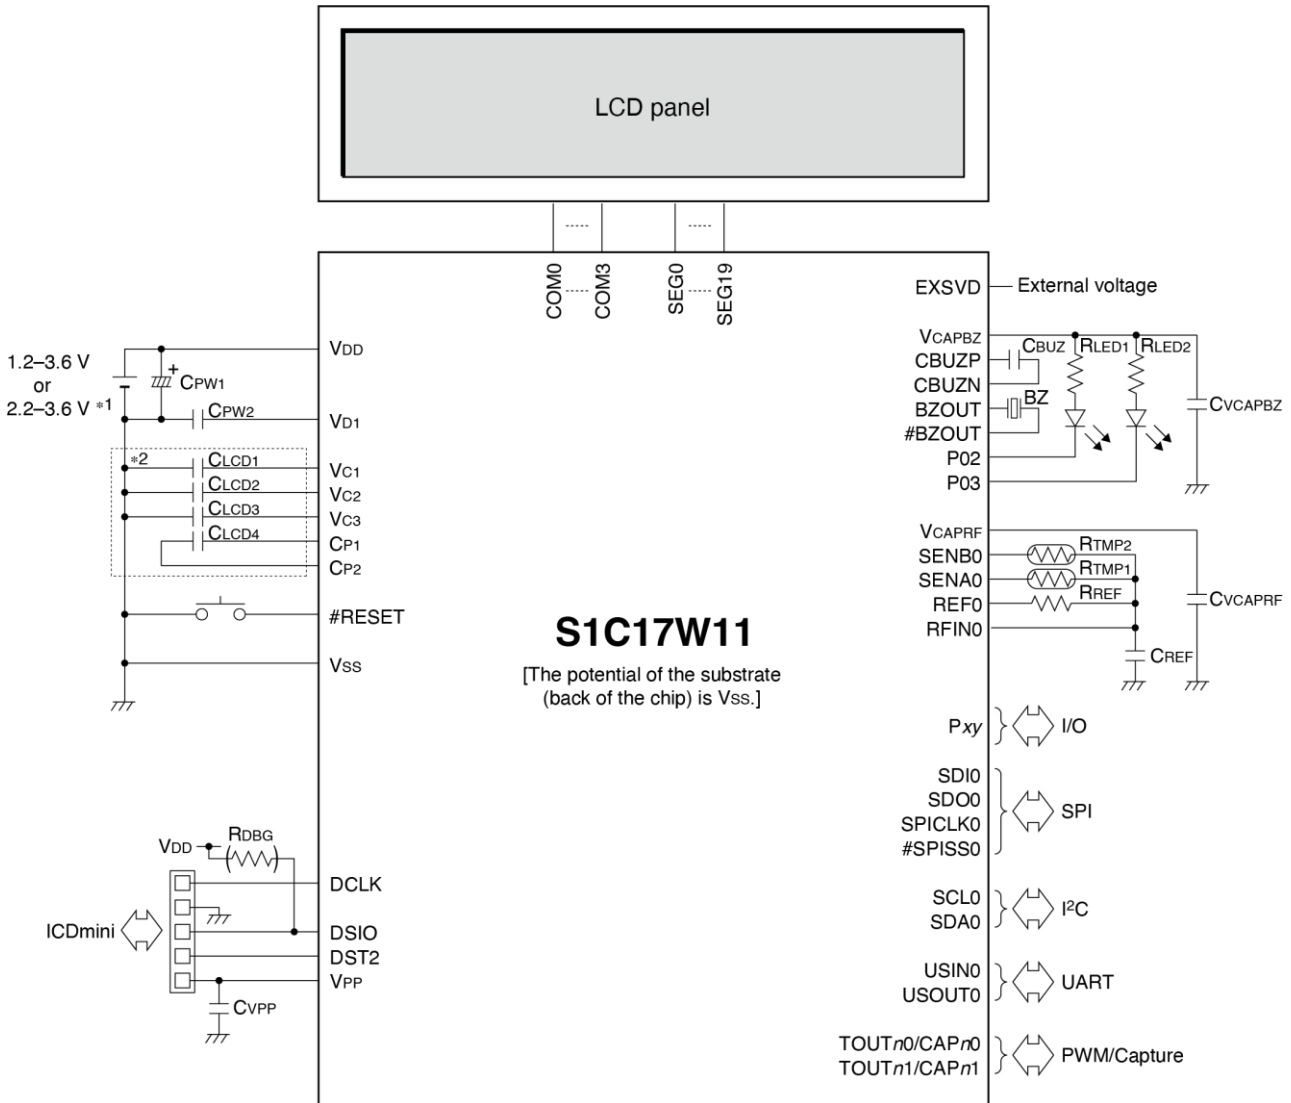 LCD panel
COM0
COM3
SEG0
SEG19
EXSVD
External voltage
1.2–3.6 V
or
2.2–3.6 V *1
CPW1
VDD
CPW2
VD1
*2
CLCD1
VC1
CLCD2
VC2
CLCD3
VC3
CLCD4
CP1
CP2
#RESET
VSS
VCAPBZ
CBUZP
CBUZ
RLED1
RLED2
CBUZN
BZOUT
BZ
#BZOUT
CVCAPBZ
P02
P03
VCAPRF
SENB0
RTMP2
SENA0
RTMP1
REF0
RREF
CVCAPRF
RFIN0
CREF
S1C17W11
[The potential of the substrate
(back of the chip) is VSS.]
Pxy
I/O
SDI0
SDO0
SPICLK0
#SPISS0
SPI
SCL0
SDA0
I²C
USIN0
USOUT0
UART
TOUTn0/CAPn0
TOUTn1/CAPn1
PWM/Capture
VDD
RDBG
ICDmini
DCLK
DSIO
DST2
VPP
CVPP